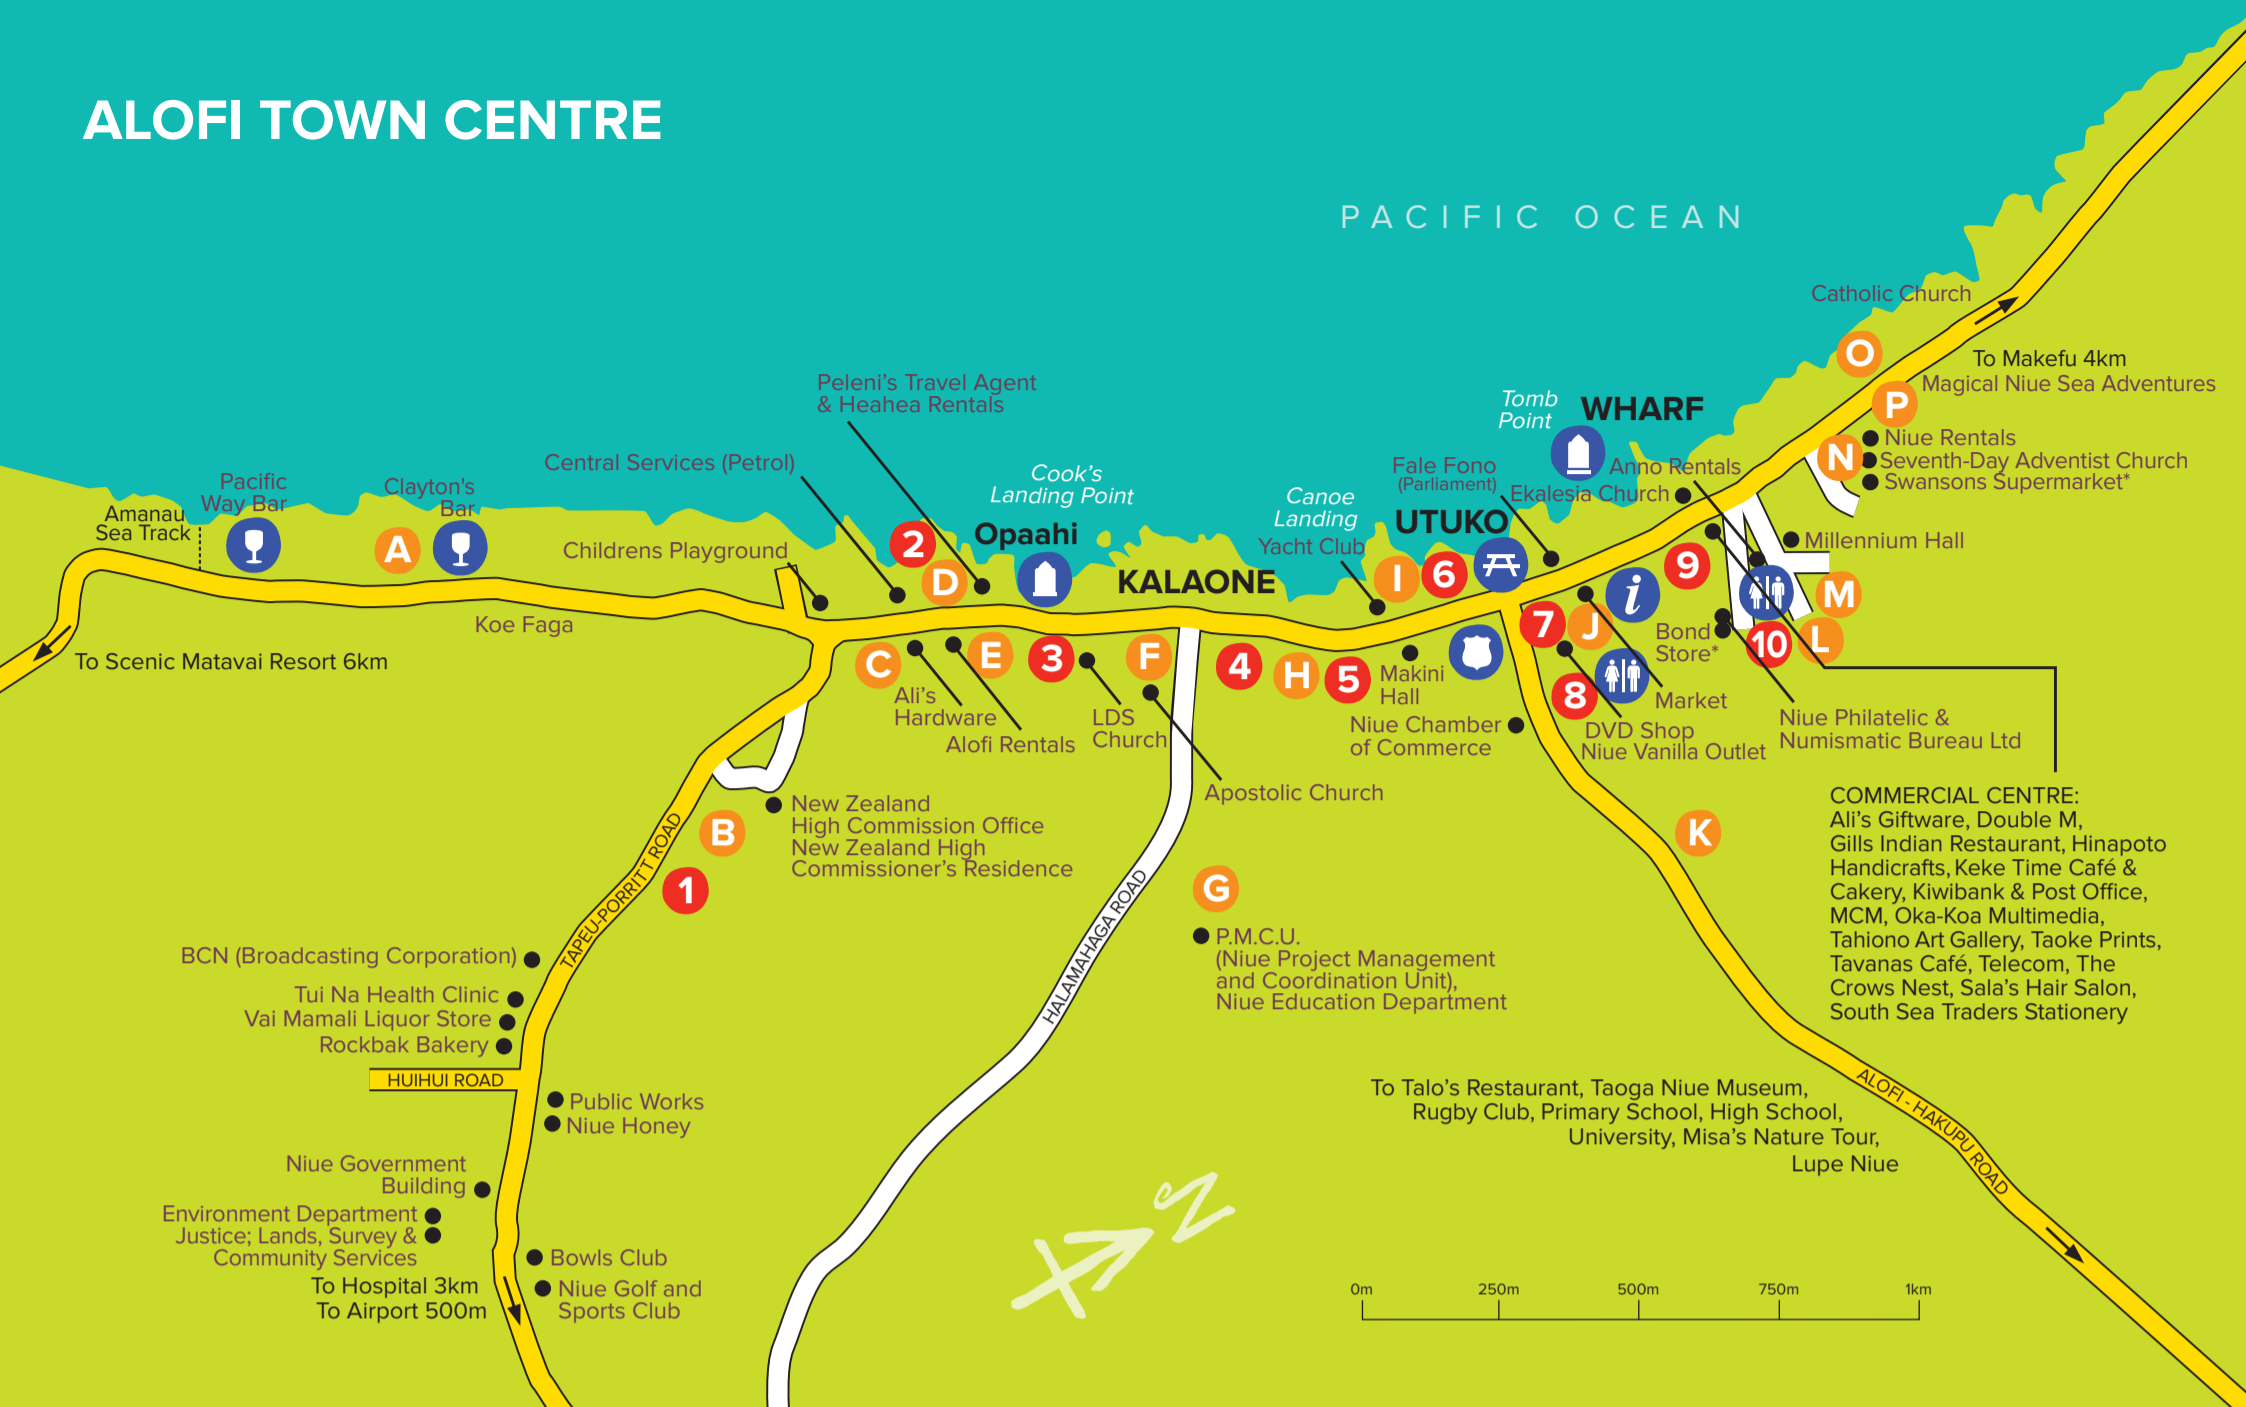 ALOFI TOWN CENTRE
PACIFIC OCEAN
Catholic Church
O
To Makefu 4km
Magical Niue Sea Adventures
P
Niue Rentals
N
Seventh-Day Adventist Church
Swansons Supermarket*
Peleni's Travel Agent
& Heahea Rentals
Tomb
Point
WHARF
Central Services (Petrol)
Cook's
Landing Point
Opaahi
Fale Fono
(Parliament)
Anno Rentals
Ekalesia Church
Canoe
Landing
UTUKO
Yacht Club
Pacific
Way Bar
Clayton's
Bar
Amanau
Sea Track
A
Childrens Playground
2
D
KALAONE
I
6
9
Millennium Hall
M
i
Koe Faga
To Scenic Matavai Resort 6km
C
E
3
F
4
H
5
7
J
Bond
Store*
10
L
Ali's
Hardware
Alofi Rentals
LDS
Church
Makini
Hall
Niue Chamber
of Commerce
8
Market
DVD Shop
Niue Vanilla Outlet
Niue Philatelic &
Numismatic Bureau Ltd
Apostolic Church
New Zealand
High Commission Office
New Zealand High
Commissioner's Residence
B
1
K
G
TAPEU-PORRITT ROAD
HALAMAHAGA ROAD
COMMERCIAL CENTRE:
Ali's Giftware, Double M,
Gills Indian Restaurant, Hinapoto
Handicrafts, Keke Time Café &
Cakery, Kiwibank & Post Office,
MCM, Oka-Koa Multimedia,
Tahiono Art Gallery, Taoke Prints,
Tavanas Café, Telecom, The
Crows Nest, Sala's Hair Salon,
South Sea Traders Stationery
P.M.C.U.
(Niue Project Management
and Coordination Unit),
Niue Education Department
BCN (Broadcasting Corporation)
Tui Na Health Clinic
Vai Mamali Liquor Store
Rockbak Bakery
HUIHUI ROAD
Public Works
Niue Honey
To Talo's Restaurant, Taoga Niue Museum,
Rugby Club, Primary School, High School,
University, Misa's Nature Tour,
Lupe Niue
ALOFI - HAKUPU ROAD
Niue Government
Building
Environment Department
Justice; Lands, Survey &
Community Services
Bowls Club
To Hospital 3km
To Airport 500m
Niue Golf and
Sports Club
N
0m 250m 500m 750m 1km